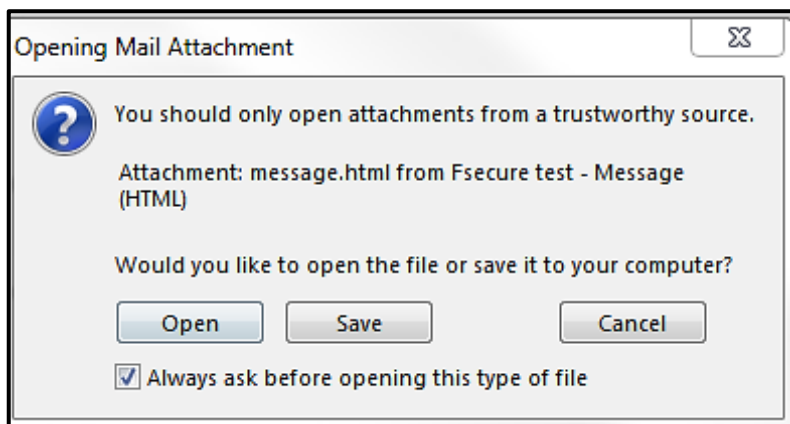 Opening Mail Attachment
You should only open attachments from a trustworthy source.
Attachment: message.html from Fsecure test - Message
(HTML)
Would you like to open the file or save it to your computer?
Open Save Cancel
Always ask before opening this type of file